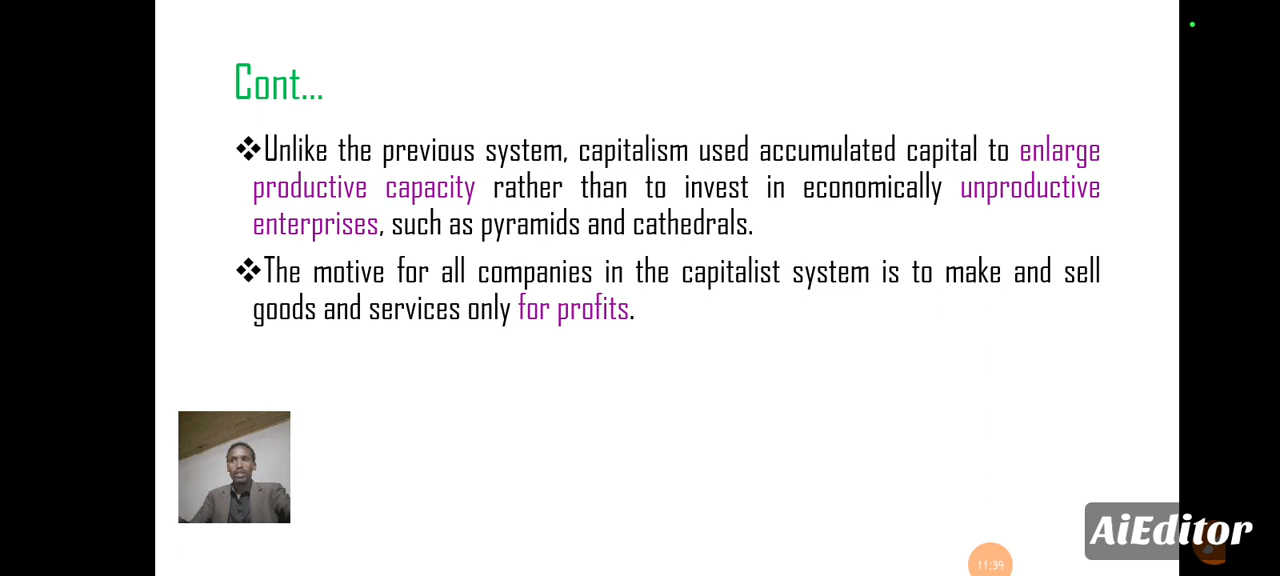 Cont...
❖Unlike the previous system, capitalism used accumulated capital to enlarge
productive capacity rather than to invest in economically unproductive
enterprises, such as pyramids and cathedrals.
❖The motive for all companies in the capitalist system is to make and sell
goods and services only for profits.
AiEditor
11:39